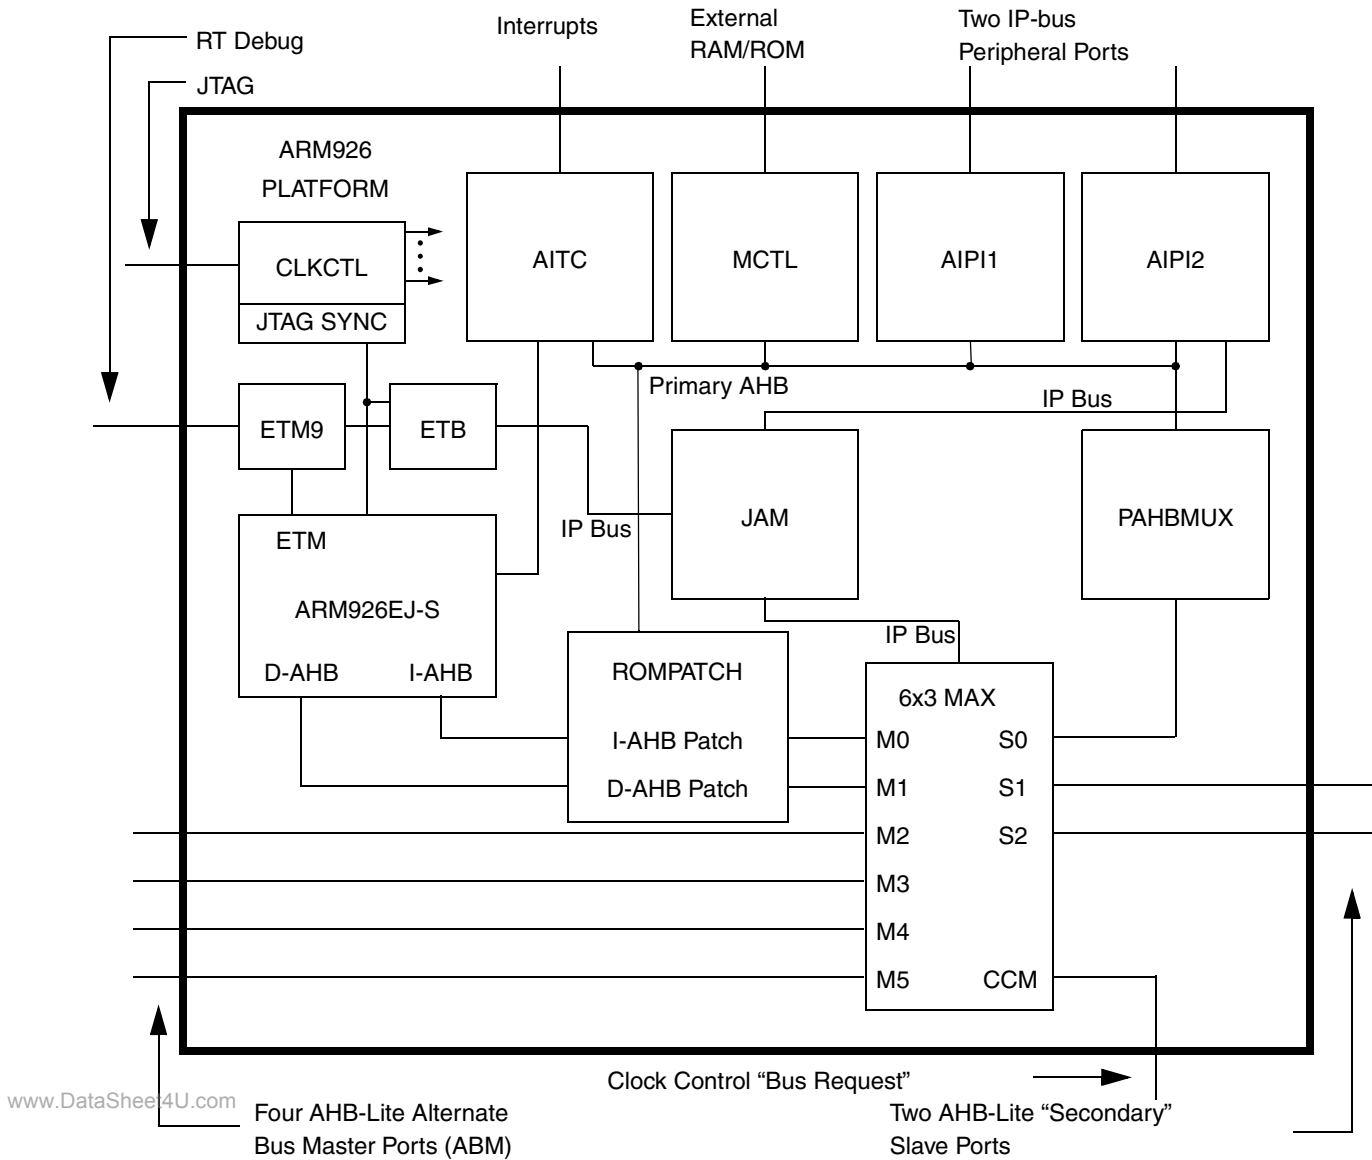 RT Debug
JTAG
Interrupts
External
RAM/ROM
Two IP-bus
Peripheral Ports
ARM926
PLATFORM
CLKCTL
JTAG SYNC
AITC
MCTL
AIPI1
AIPI2
Primary AHB
IP Bus
ETM9
ETB
IP Bus
JAM
PAHBMUX
ETM
ARM926EJ-S
D-AHB
I-AHB
IP Bus
ROMPATCH
I-AHB Patch
D-AHB Patch
6x3 MAX
M0
S0
M1
S1
M2
S2
M3
M4
M5
CCM
Clock Control “Bus Request”
www.DataSheet4U.com
Four AHB-Lite Alternate
Bus Master Ports (ABM)
Two AHB-Lite “Secondary”
Slave Ports